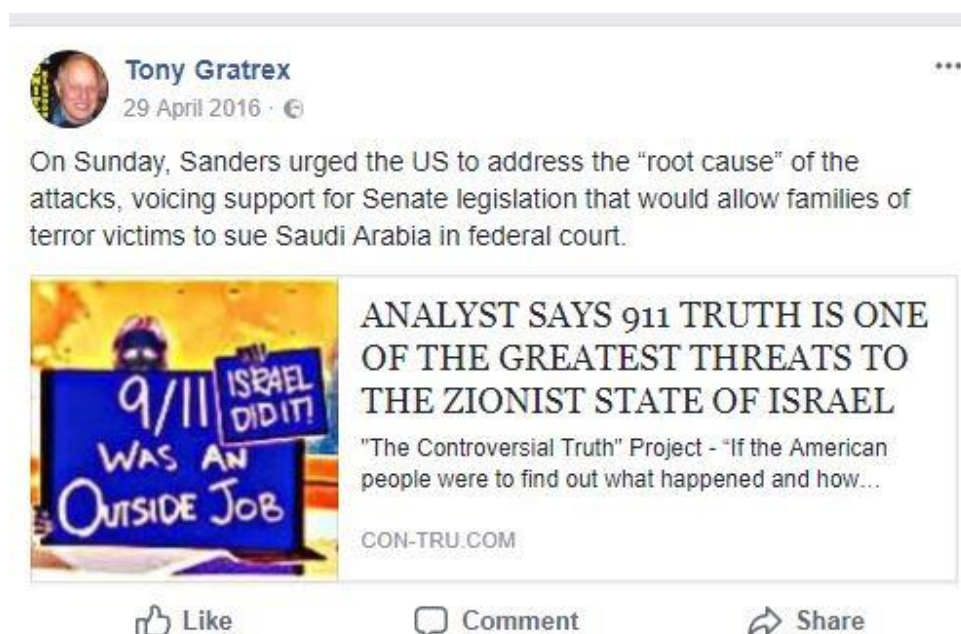 Tony Gratrex
29 April 2016 ·
On Sunday, Sanders urged the US to address the “root cause” of the
attacks, voicing support for Senate legislation that would allow families of
terror victims to sue Saudi Arabia in federal court.
9/11
WAS AN
OUTSIDE JOB
ISRAEL
DID IT!
ANALYST SAYS 911 TRUTH IS ONE
OF THE GREATEST THREATS TO
THE ZIONIST STATE OF ISRAEL
"The Controversial Truth" Project - “If the American
people were to find out what happened and how...
CON-TRU.COM
Like Comment Share